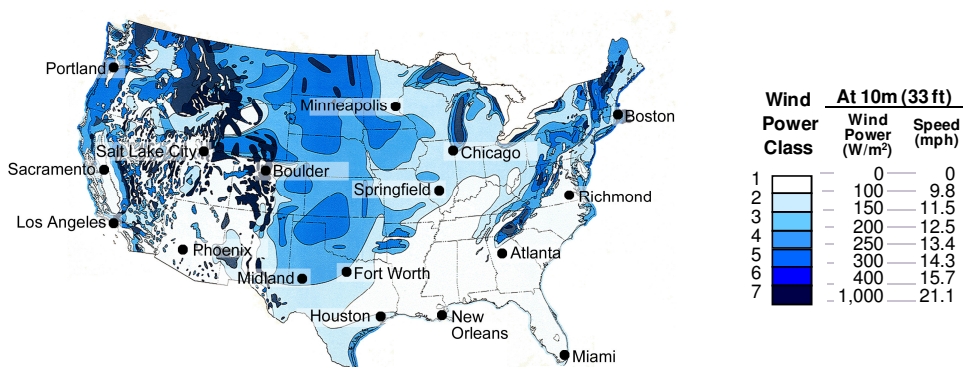 Portland
Minneapolis
Boston
Salt Lake City
Chicago
Sacramento
Boulder
Springfield
Richmond
Los Angeles
Phoenix
Atlanta
Midland
Fort Worth
Houston
New
Orleans
Miami
Wind
Power
Class
At 10m (33 ft)
Wind
Power
(W/m²)
Speed
(mph)
0 0
1 100 9.8
2 150 11.5
3 200 12.5
4 250 13.4
5 300 14.3
6 400 15.7
7 1,000 21.1